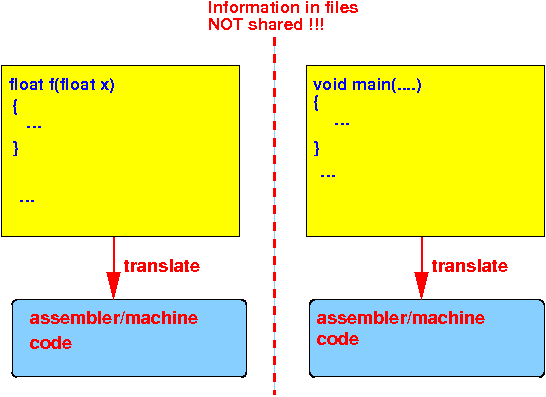 Information in files
NOT shared !!!
float f(float x)
{
...
}
...
void main(....)
{
...
}
...
translate
translate
assembler/machine
code
assembler/machine
code